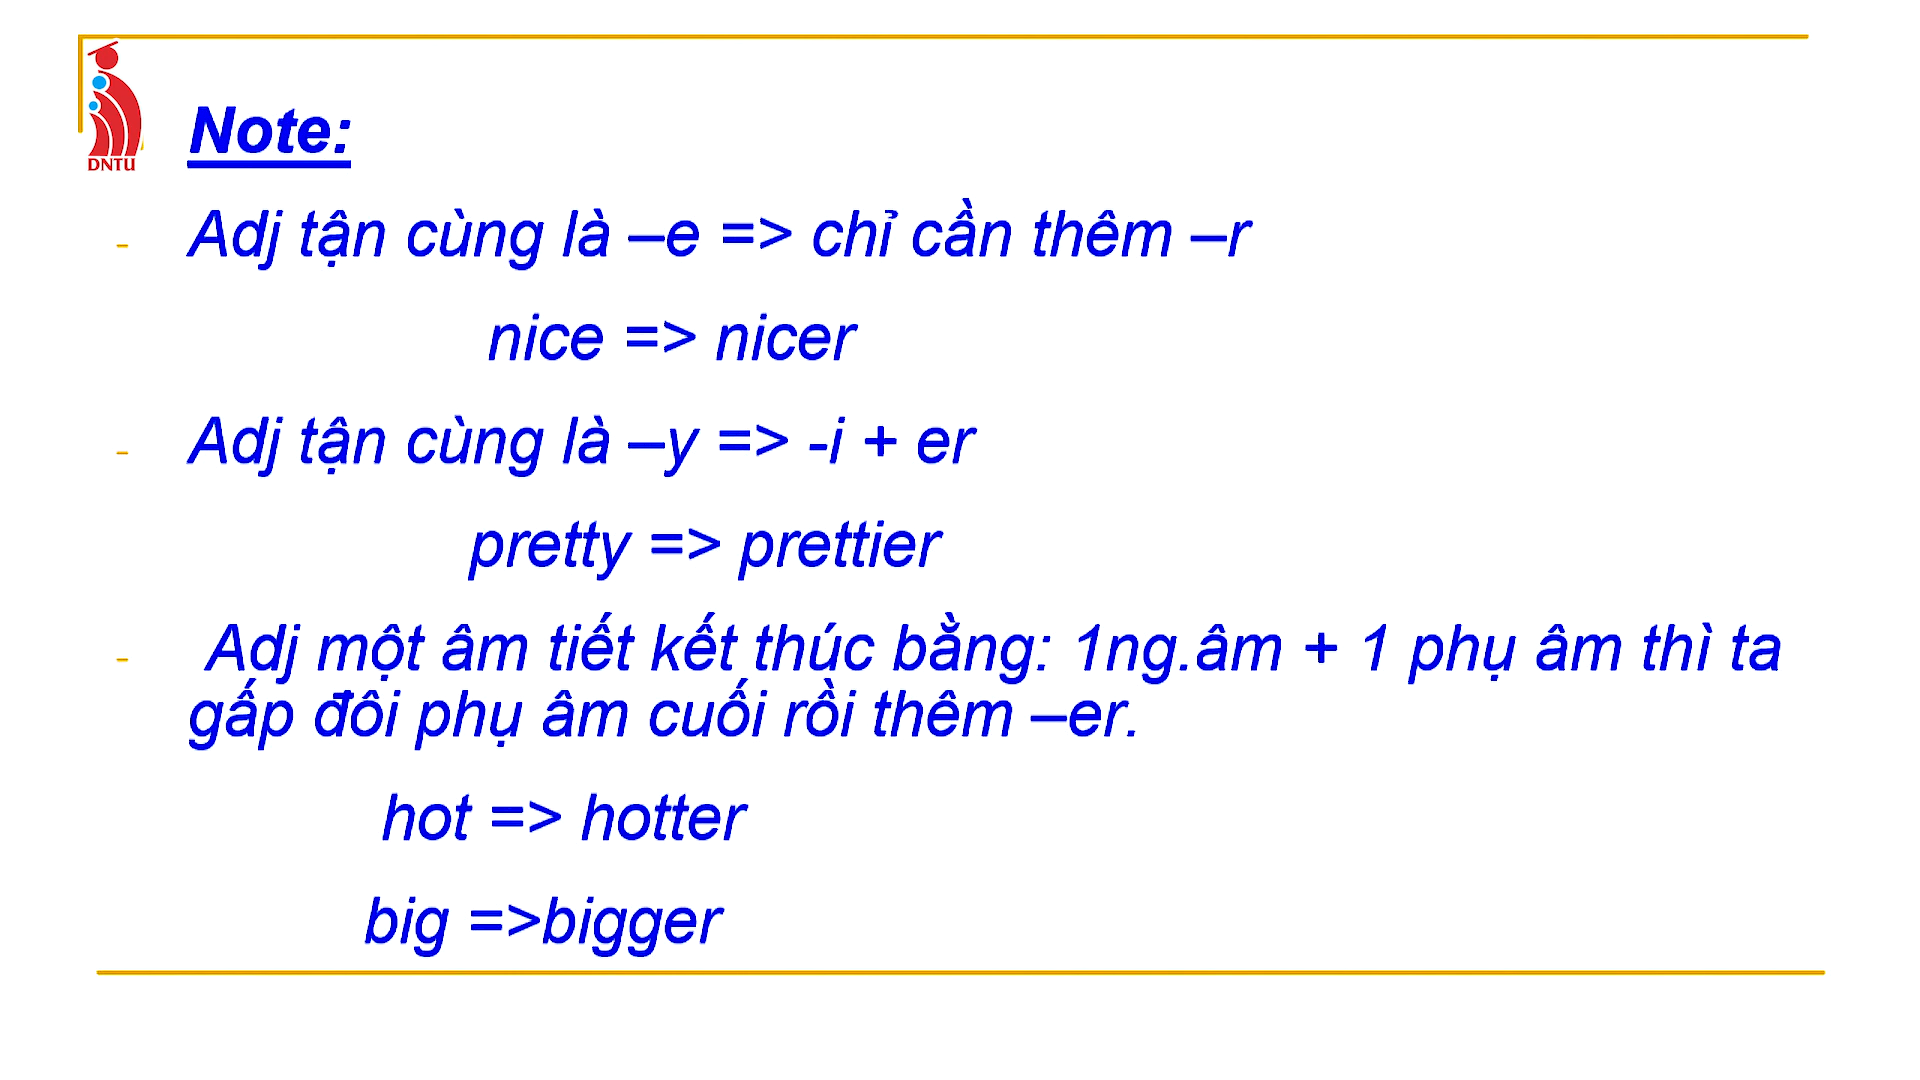 DNTU
Note:
- Adj tận cùng là –e => chỉ cần thêm –r
nice => nicer
- Adj tận cùng là –y => -i + er
pretty => prettier
- Adj một âm tiết kết thúc bằng: 1ng.âm + 1 phụ âm thì ta
gấp đôi phụ âm cuối rồi thêm –er.
hot => hotter
big =>bigger